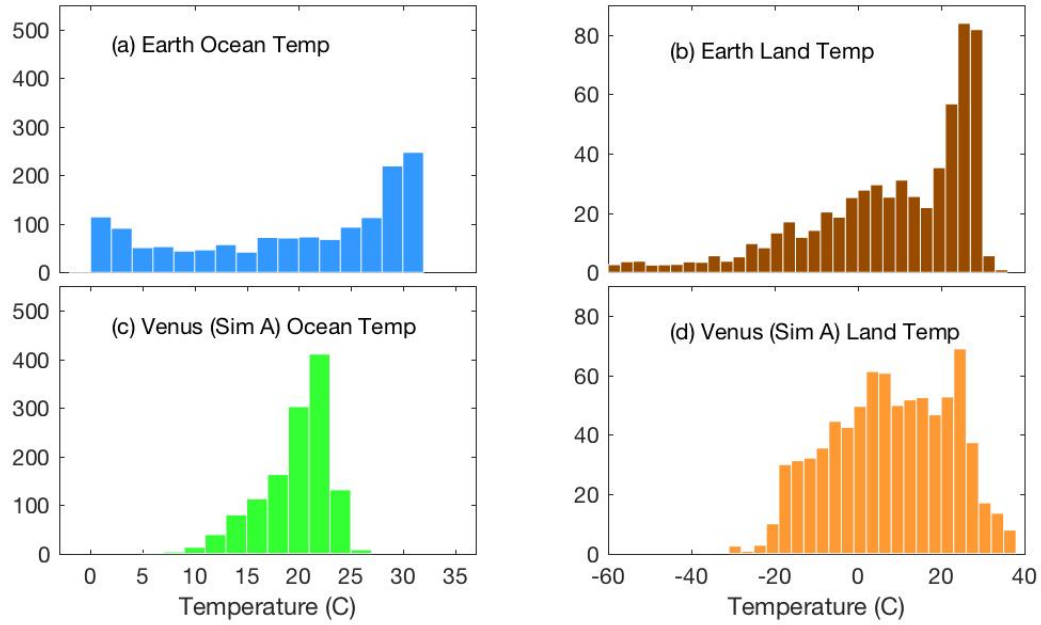 500
400
300
200
100
0
(a) Earth Ocean Temp
80
60
40
20
0
(b) Earth Land Temp
500
400
300
200
100
0
(c) Venus (Sim A) Ocean Temp
0 5 10 15 20 25 30 35
Temperature (C)
80
60
40
20
0
(d) Venus (Sim A) Land Temp
-60 -40 -20 0 20 40
Temperature (C)